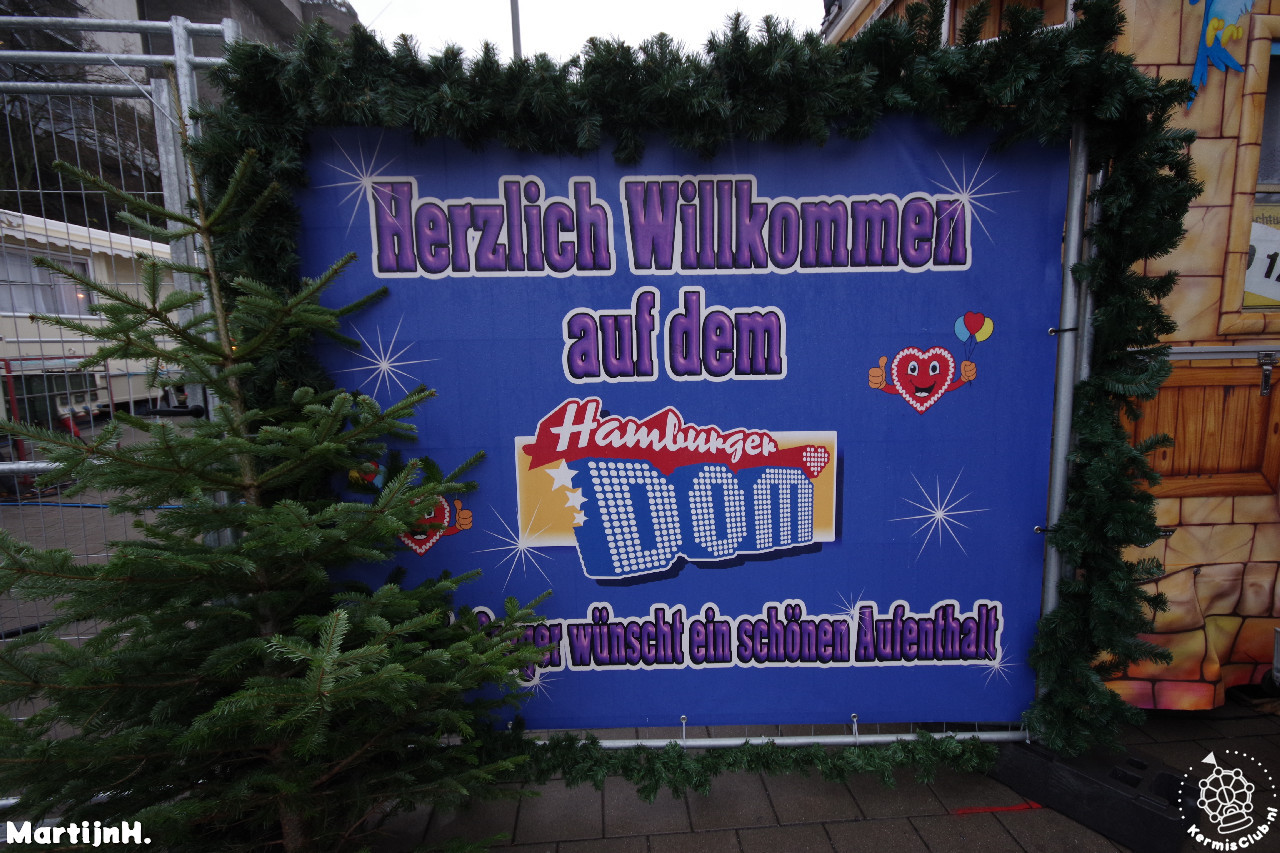 Herzlich Willkommen
auf dem
Hamburger
DOM
wünscht ein schönen Aufenthalt
MartijnH.
KermisClub.nl